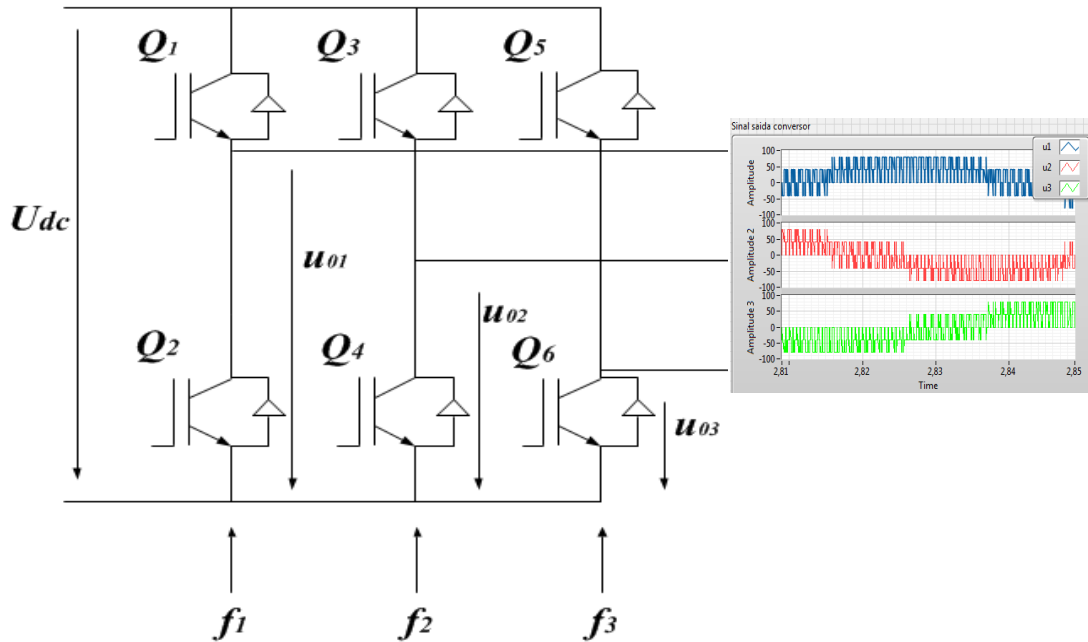 Q1
Q3
Q5
Udc
u01
u02
u03
Q2
Q4
Q6
f1
f2
f3
Sinal saida conversor
u1
u2
u3
Amplitude
100
50
0
-50
-100
Amplitude 2
100
50
0
-50
-100
Amplitude 3
100
50
0
-50
-100
2,81
2,82
2,83
2,84
2,85
Time